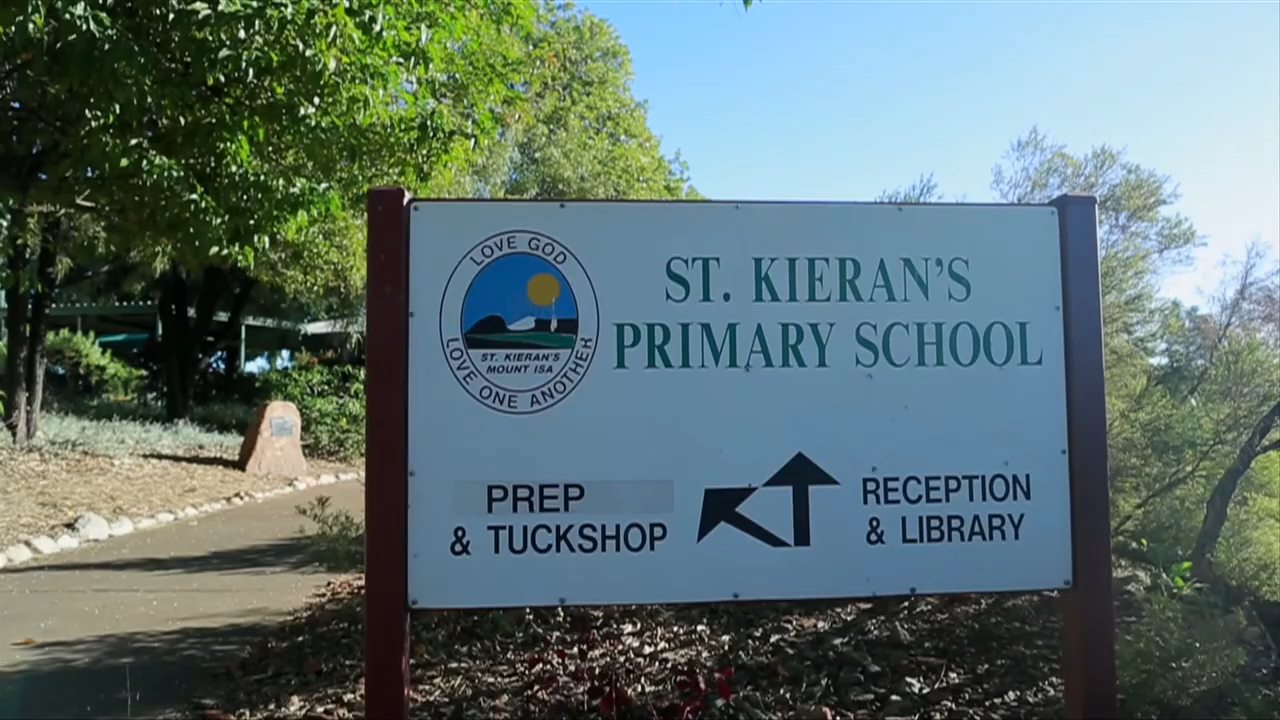 LOVE GOD
ST. KIERAN'S
MOUNT ISA
LOVE ONE ANOTHER
ST. KIERAN'S
PRIMARY SCHOOL
PREP
& TUCKSHOP
RECEPTION
& LIBRARY